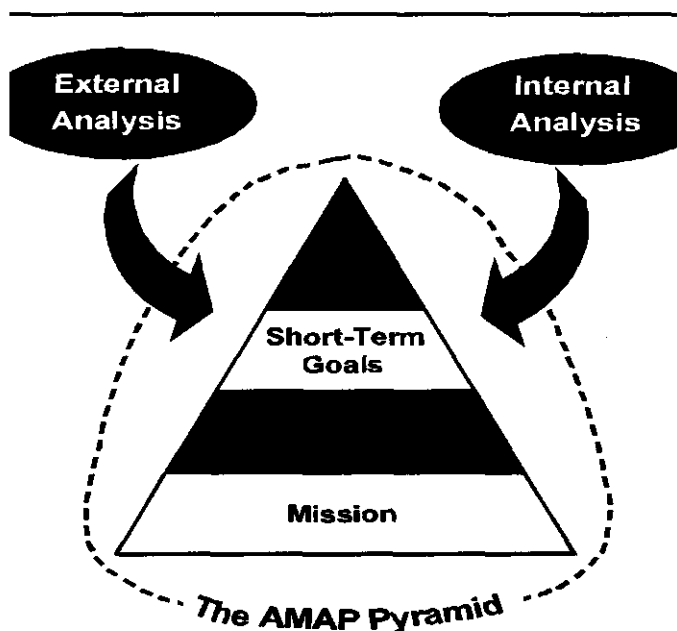 External
Analysis
Internal
Analysis
Short-Term
Goals
Mission
The AMAP Pyramid